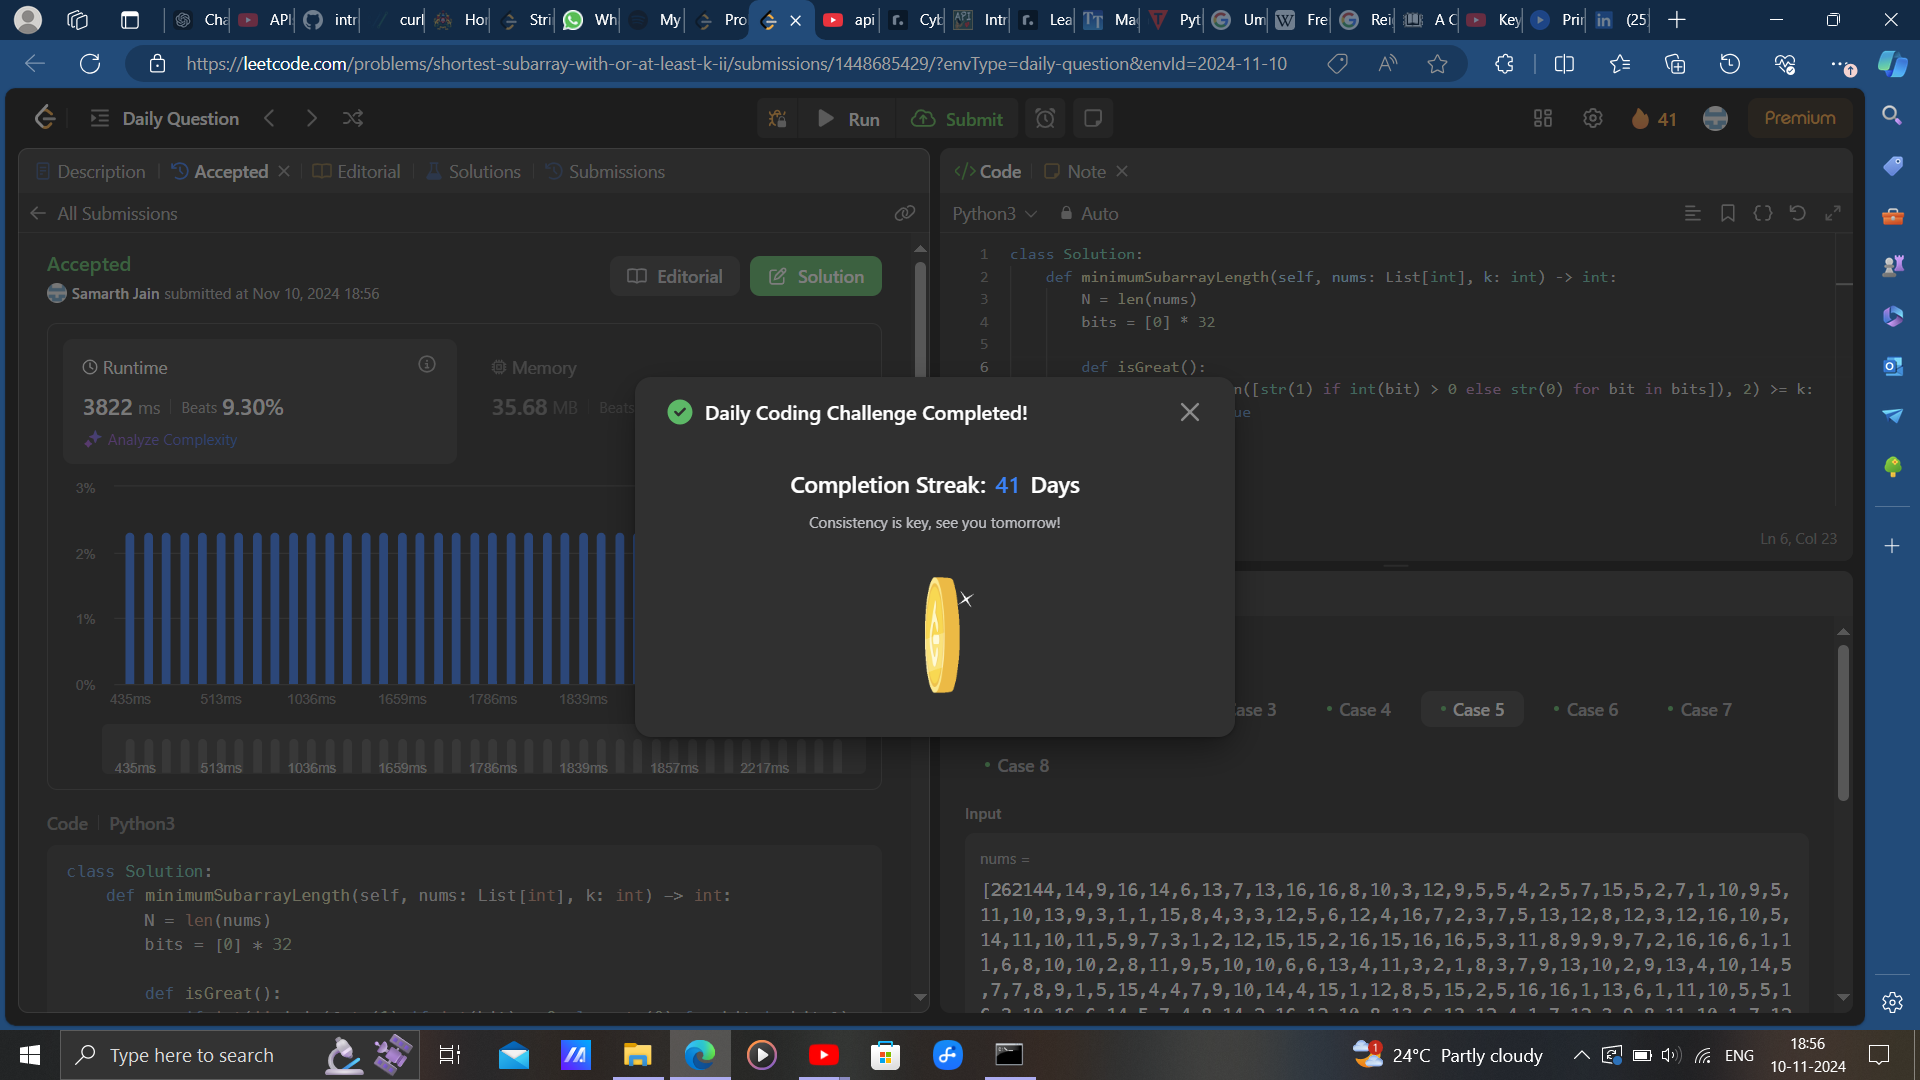 Cha
API
intr
curl
Hor
Stri
Wh
My
Pro
api
Cyb
Intr
Lea
Ma
Pyt
Um
Fre
Rei
A C
Key
Prir
(25
https://leetcode.com/problems/shortest-subarray-with-or-at-least-k-ii/submissions/1448685429/?envType=daily-question&envId=2024-11-10
Daily Question
Run
Submit
41
Premium
Description
Accepted
Editorial
Solutions
Submissions
All Submissions
Accepted
Editorial
Solution
Samarth Jain submitted at Nov 10, 2024 18:56
Runtime
3822 ms
Beats 9.30%
Analyze Complexity
Memory
35.68 MB
Beats
3%
2%
1%
0%
435ms 513ms 1036ms 1659ms 1786ms 1839ms
435ms 513ms 1036ms 1659ms 1786ms 1839ms 1857ms 2217ms
Code Python3
class Solution:
def minimumSubarrayLength(self, nums: List[int], k: int) -> int:
N = len(nums)
bits = [0] * 32
def isGreat():
Daily Coding Challenge Completed!
Completion Streak: 41 Days
Consistency is key, see you tomorrow!
Code
Note
Python3
Auto
1 class Solution:
2 def minimumSubarrayLength(self, nums: List[int], k: int) -> int:
3 N = len(nums)
4 bits = [0] * 32
5
6 def isGreat():
n([str(1) if int(bit) > 0 else str(0) for bit in bits]), 2) >= k:
ue
Ln 6, Col 23
ase 3
Case 4
Case 5
Case 6
Case 7
Case 8
Input
nums =
[262144,14,9,16,14,6,13,7,13,16,16,8,10,3,12,9,5,5,4,2,5,7,15,5,2,7,1,10,9,5,
11,10,13,9,3,1,1,15,8,4,3,3,12,5,6,12,4,16,7,2,3,7,5,13,12,8,12,3,12,16,10,5,
14,11,10,11,5,9,7,3,1,2,12,15,15,2,16,15,16,16,5,3,11,8,9,9,9,7,2,16,16,6,1,1
1,6,8,10,10,2,8,11,9,5,10,10,6,6,13,4,11,3,2,1,8,3,7,9,13,10,2,9,13,4,10,14,5
,7,7,8,9,1,5,15,4,4,7,9,10,14,4,15,1,12,8,5,15,2,5,16,16,1,13,6,1,11,10,5,5,1
Type here to search
1
24°C Partly cloudy
ENG
18:56
10-11-2024